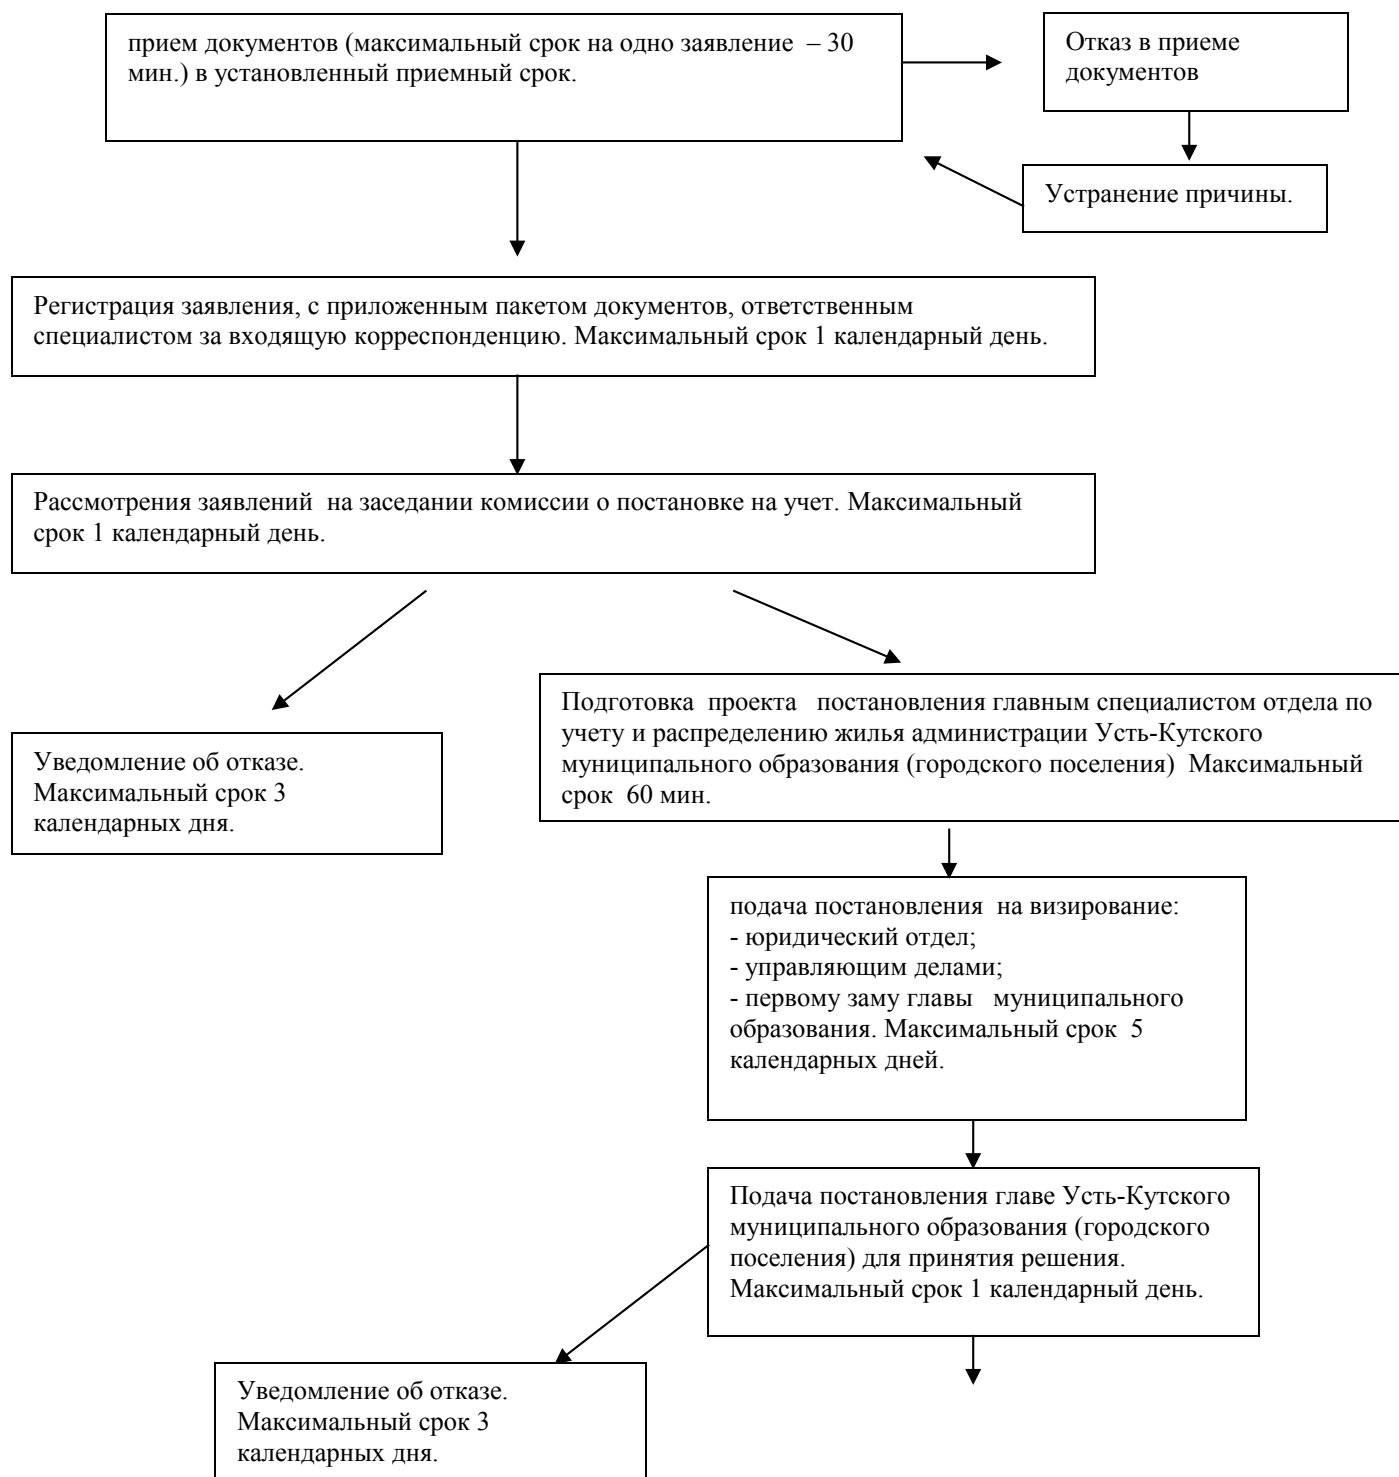 прием документов (максимальный срок на одно заявление – 30
мин.) в установленный приемный срок.
Отказ в приеме
документов
Устранение причины.
Регистрация заявления, с приложенным пакетом документов, ответственным
специалистом за входящую корреспонденцию. Максимальный срок 1 календарный день.
Рассмотрения заявлений на заседании комиссии о постановке на учет. Максимальный
срок 1 календарный день.
Уведомление об отказе.
Максимальный срок 3
календарных дня.
Подготовка проекта постановления главным специалистом отдела по
учету и распределению жилья администрации Усть-Кутского
муниципального образования (городского поселения) Максимальный
срок 60 мин.
подача постановления на визирование:
- юридический отдел;
- управляющим делами;
- первому заму главы муниципального
образования. Максимальный срок 5
календарных дней.
Подача постановления главе Усть-Кутского
муниципального образования (городского
поселения) для принятия решения.
Максимальный срок 1 календарный день.
Уведомление об отказе.
Максимальный срок 3
календарных дня.